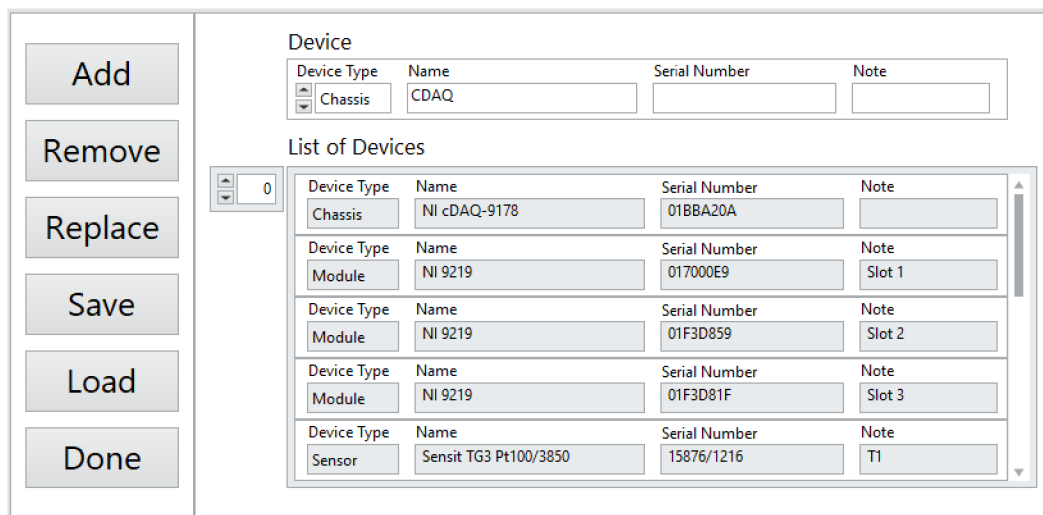 Add
Remove
Replace
Save
Load
Done
Device
Device Type Name Serial Number Note
Chassis CDAQ
List of Devices
0
Device Type Name Serial Number Note
Chassis NI cDAQ-9178 01BBA20A
Device Type Name Serial Number Note
Module NI 9219 017000E9 Slot 1
Device Type Name Serial Number Note
Module NI 9219 01F3D859 Slot 2
Device Type Name Serial Number Note
Module NI 9219 01F3D81F Slot 3
Device Type Name Serial Number Note
Sensor Sensit TG3 Pt100/3850 15876/1216 T1